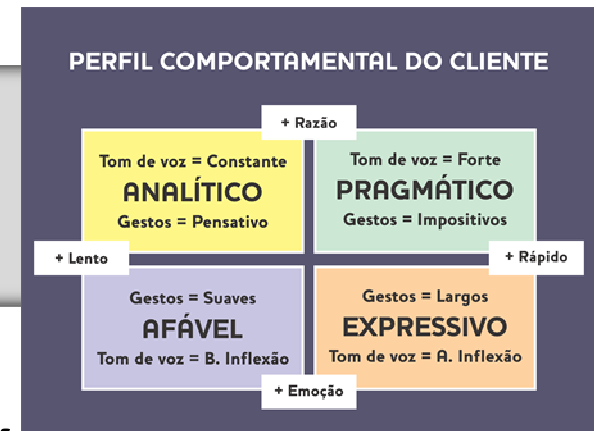 PERFIL COMPORTAMENTAL DO CLIENTE
+ Razão
Tom de voz = Constante
ANALÍTICO
Gestos = Pensativo
Tom de voz = Forte
PRAGMÁTICO
Gestos = Impositivos
+ Lento
+ Rápido
Gestos = Suaves
AFÁVEL
Tom de voz = B. Inflexão
Gestos = Largos
EXPRESSIVO
Tom de voz = A. Inflexão
+ Emoção